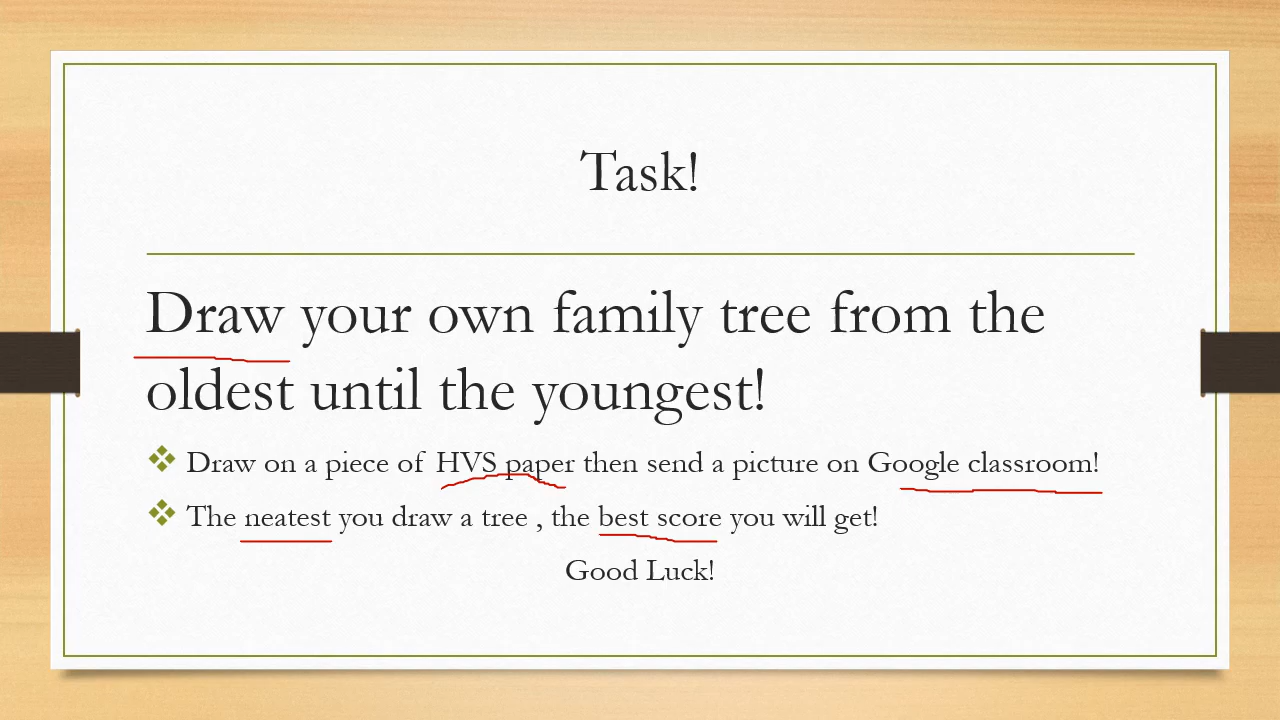 Task!
Draw your own family tree from the
oldest until the youngest!
Draw on a piece of HVS paper then send a picture on Google classroom!
The neatest you draw a tree , the best score you will get!
Good Luck!